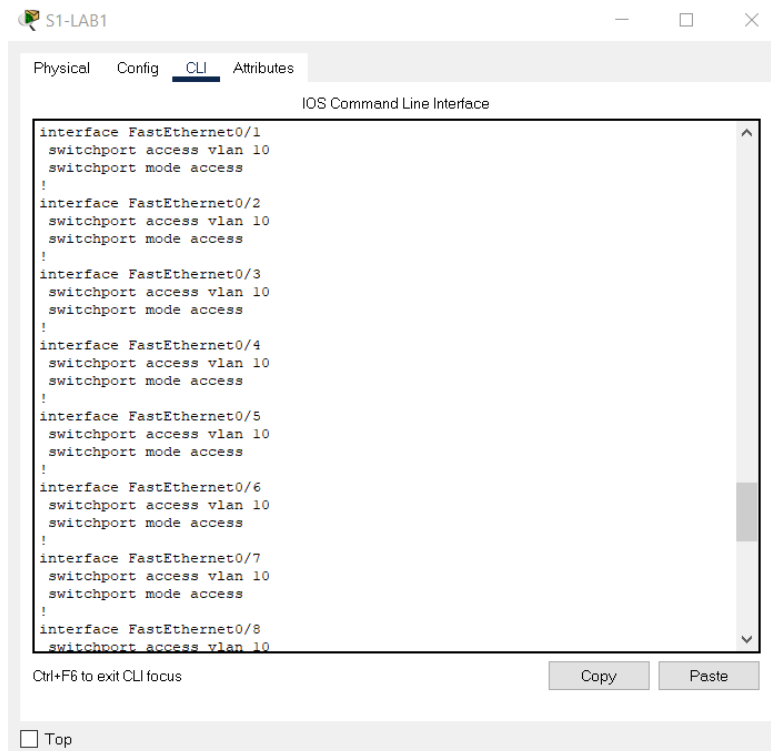 S1-LAB1
Physical Config CLI Attributes
IOS Command Line Interface
interface FastEthernet0/1
switchport access vlan 10
switchport mode access
!
interface FastEthernet0/2
switchport access vlan 10
switchport mode access
!
interface FastEthernet0/3
switchport access vlan 10
switchport mode access
!
interface FastEthernet0/4
switchport access vlan 10
switchport mode access
!
interface FastEthernet0/5
switchport access vlan 10
switchport mode access
!
interface FastEthernet0/6
switchport access vlan 10
switchport mode access
!
interface FastEthernet0/7
switchport access vlan 10
switchport mode access
!
interface FastEthernet0/8
switchport access vlan 10
Ctrl+F6 to exit CLI focus
Copy Paste
Top